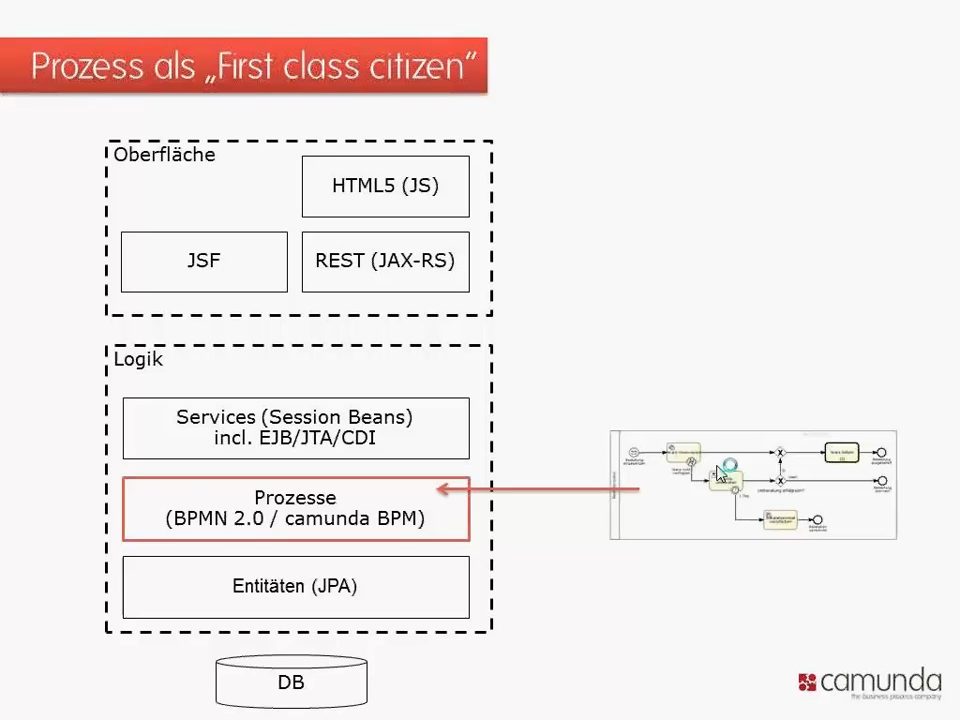 Prozess als „First class citizen“
Oberfläche
HTML5 (JS)
JSF
REST (JAX-RS)
Logik
Services (Session Beans)
incl. EJB/JTA/CDI
Prozesse
(BPMN 2.0 / camunda BPM)
Entitäten (JPA)
DB
camunda
the business process company